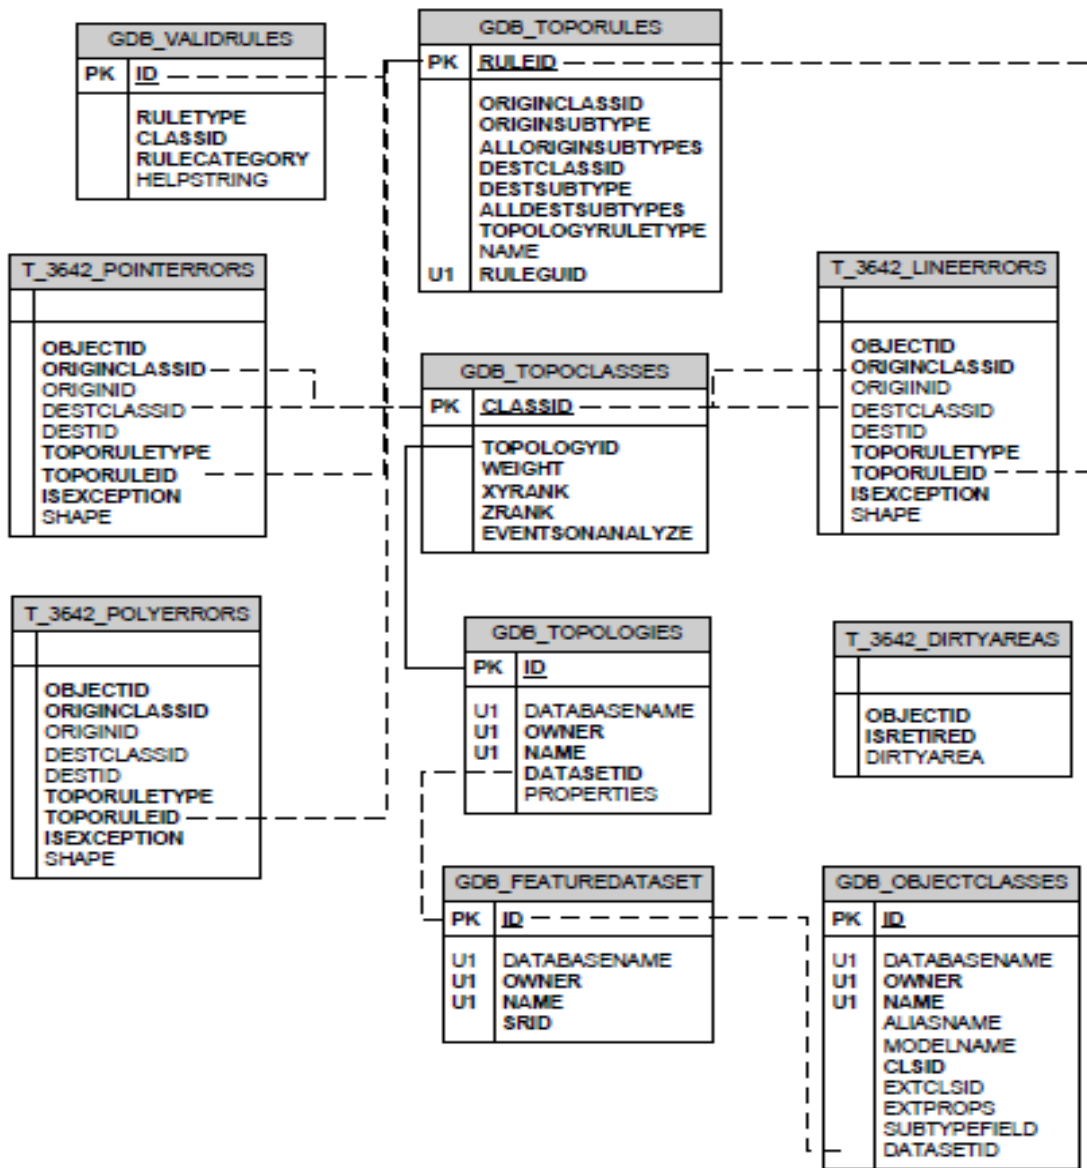 GDB_VALIDRULES
PK ID
RULETYPE
CLASSID
RULECATEGORY
HELPSTRING
GDB_TOPORULES
PK RULEID
ORIGINCLASSID
ORIGINSUBTYPE
ALLORIGINSUBTYPES
DESTCLASSID
DESTSUBTYPE
ALLDESTSUBTYPES
TOPOLOGYRULETYPE
NAME
U1 RULEGUID
T_3642_POINTERRORS
OBJECTID
ORIGINCLASSID
ORIGINID
DESTCLASSID
DESTID
TOPORULETYPE
TOPORULEID
ISEXCEPTION
SHAPE
GDB_TOPOCLASSES
PK CLASSID
TOPOLOGYID
WEIGHT
XYRANK
ZRANK
EVENTSONANALYZE
T_3642_LINEERRORS
OBJECTID
ORIGINCLASSID
ORIGIINID
DESTCLASSID
DESTID
TOPORULETYPE
TOPORULEID
ISEXCEPTION
SHAPE
T_3642_POLYERRORS
OBJECTID
ORIGINCLASSID
ORIGINID
DESTCLASSID
DESTID
TOPORULETYPE
TOPORULEID
ISEXCEPTION
SHAPE
GDB_TOPOLOGIES
PK ID
U1 DATABASENAME
U1 OWNER
U1 NAME
DATASETID
PROPERTIES
T_3642_DIRTYAREAS
OBJECTID
ISRETIRED
DIRTYAREA
GDB_FEATUREDATASET
PK ID
U1 DATABASENAME
U1 OWNER
U1 NAME
SRID
GDB_OBJECTCLASSES
PK ID
U1 DATABASENAME
U1 OWNER
U1 NAME
ALIASNAME
MODELNAME
CLSID
EXTCLSID
EXTPROPS
SUBTYPEFIELD
DATASETID